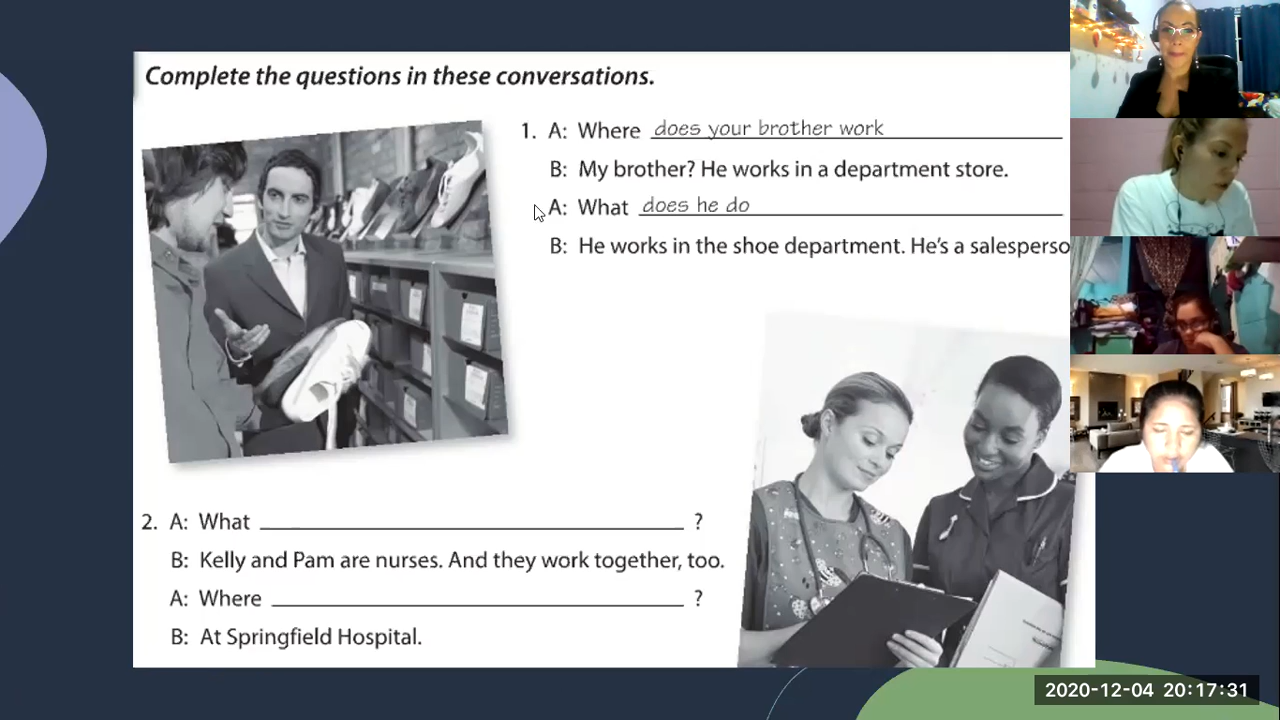 Complete the questions in these conversations.
1. A: Where does your brother work
B: My brother? He works in a department store.
A: What does he do
B: He works in the shoe department. He's a salesperso
2. A: What ?
B: Kelly and Pam are nurses. And they work together, too.
A: Where ?
B: At Springfield Hospital.
2020-12-04 20:17:31